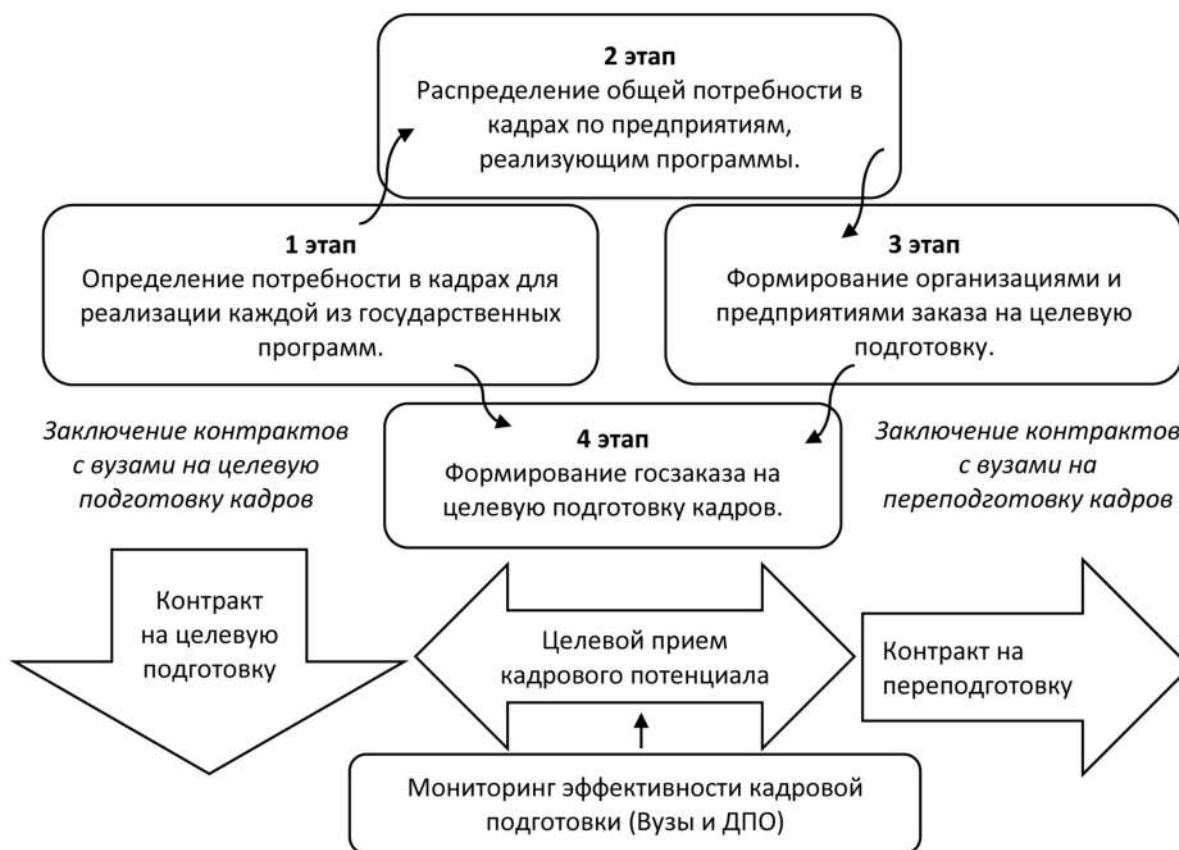 2 этап
Распределение общей потребности в
кадрах по предприятиям,
реализующим программы.
1 этап
Определение потребности в кадрах для
реализации каждой из государственных
программ.
3 этап
Формирование организациями и
предприятиями заказа на целевую
подготовку.
Заключение контрактов
с вузами на целевую
подготовку кадров
4 этап
Формирование госзаказа на
целевую подготовку кадров.
Заключение контрактов
с вузами на
переподготовку кадров
Контракт
на целевую
подготовку
Целевой прием
кадрового потенциала
Контракт на
переподготовку
Мониторинг эффективности кадровой
подготовки (Вузы и ДПО)